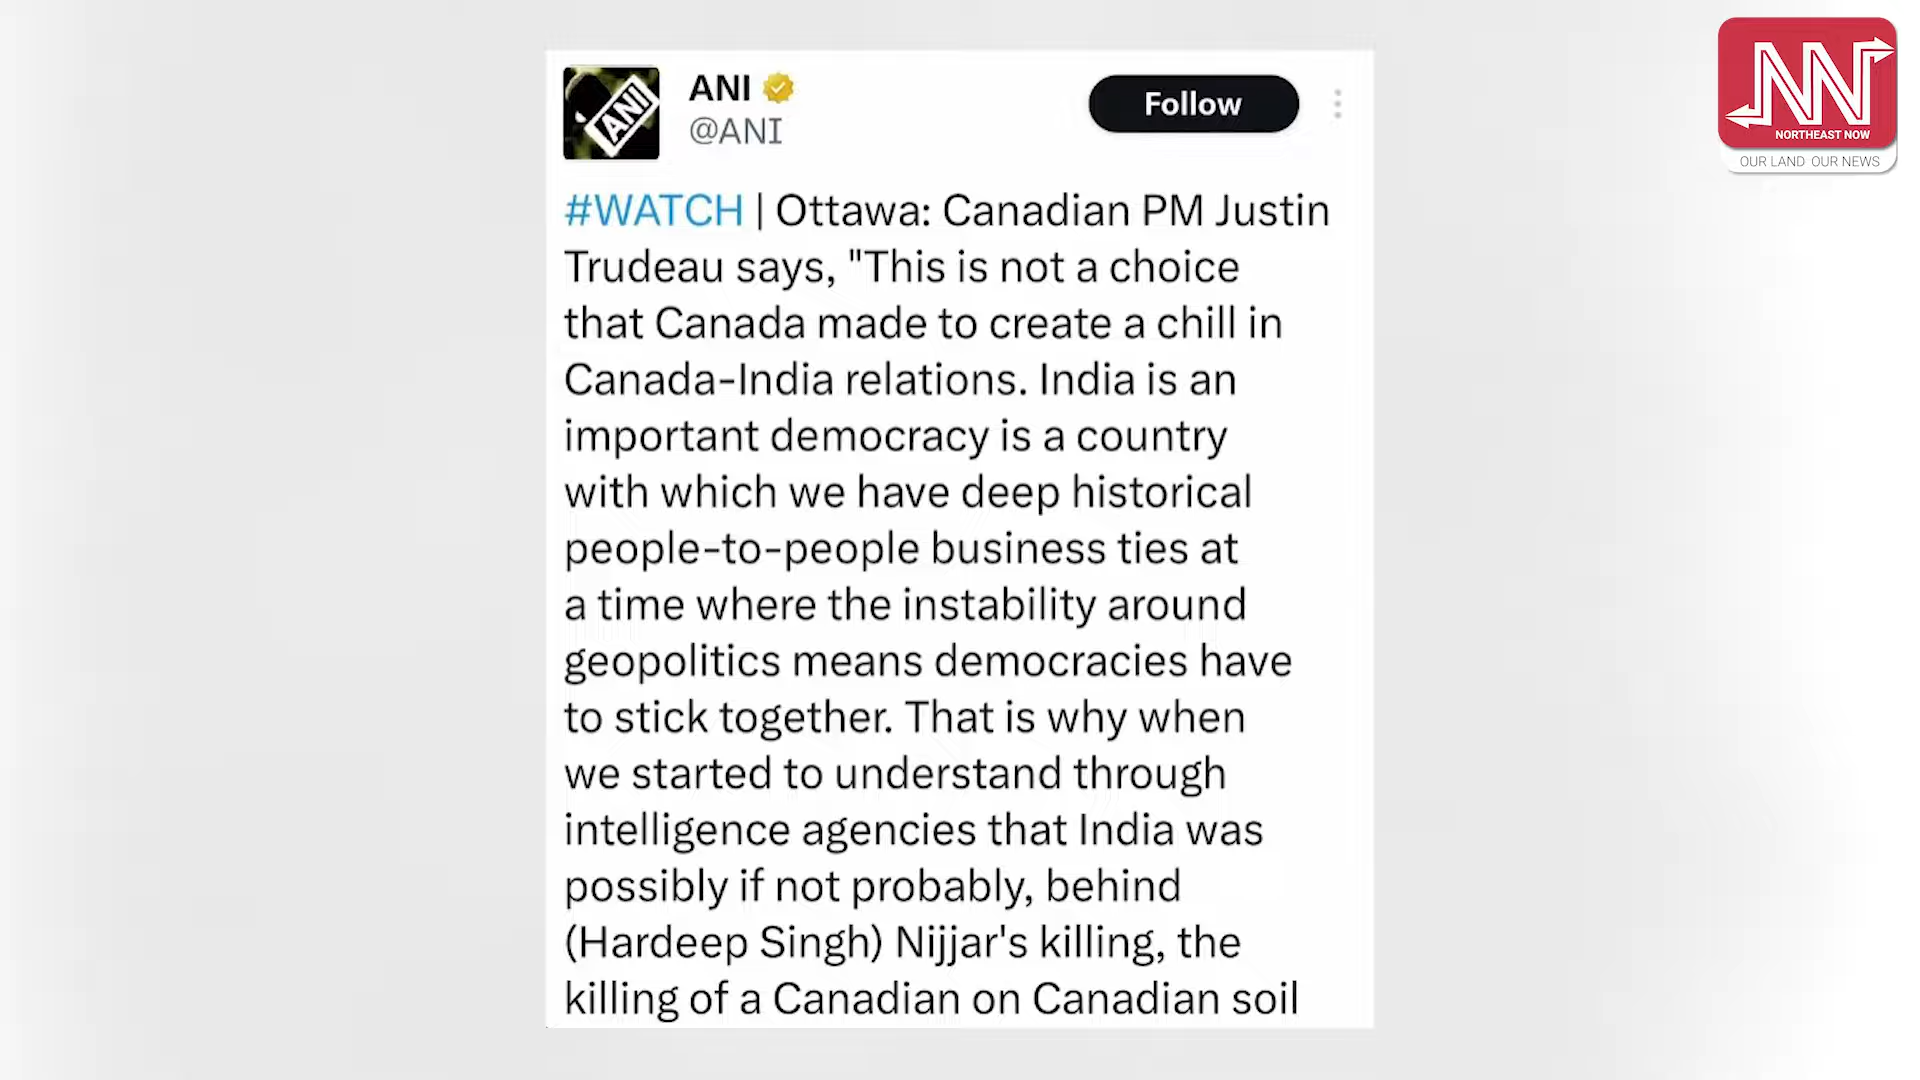 ANI
ANI
@ANI
Follow
NORTHEAST NOW
OUR LAND OUR NEWS
#WATCH | Ottawa: Canadian PM Justin
Trudeau says, "This is not a choice
that Canada made to create a chill in
Canada-India relations. India is an
important democracy is a country
with which we have deep historical
people-to-people business ties at
a time where the instability around
geopolitics means democracies have
to stick together. That is why when
we started to understand through
intelligence agencies that India was
possibly if not probably, behind
(Hardeep Singh) Nijjar's killing, the
killing of a Canadian on Canadian soil